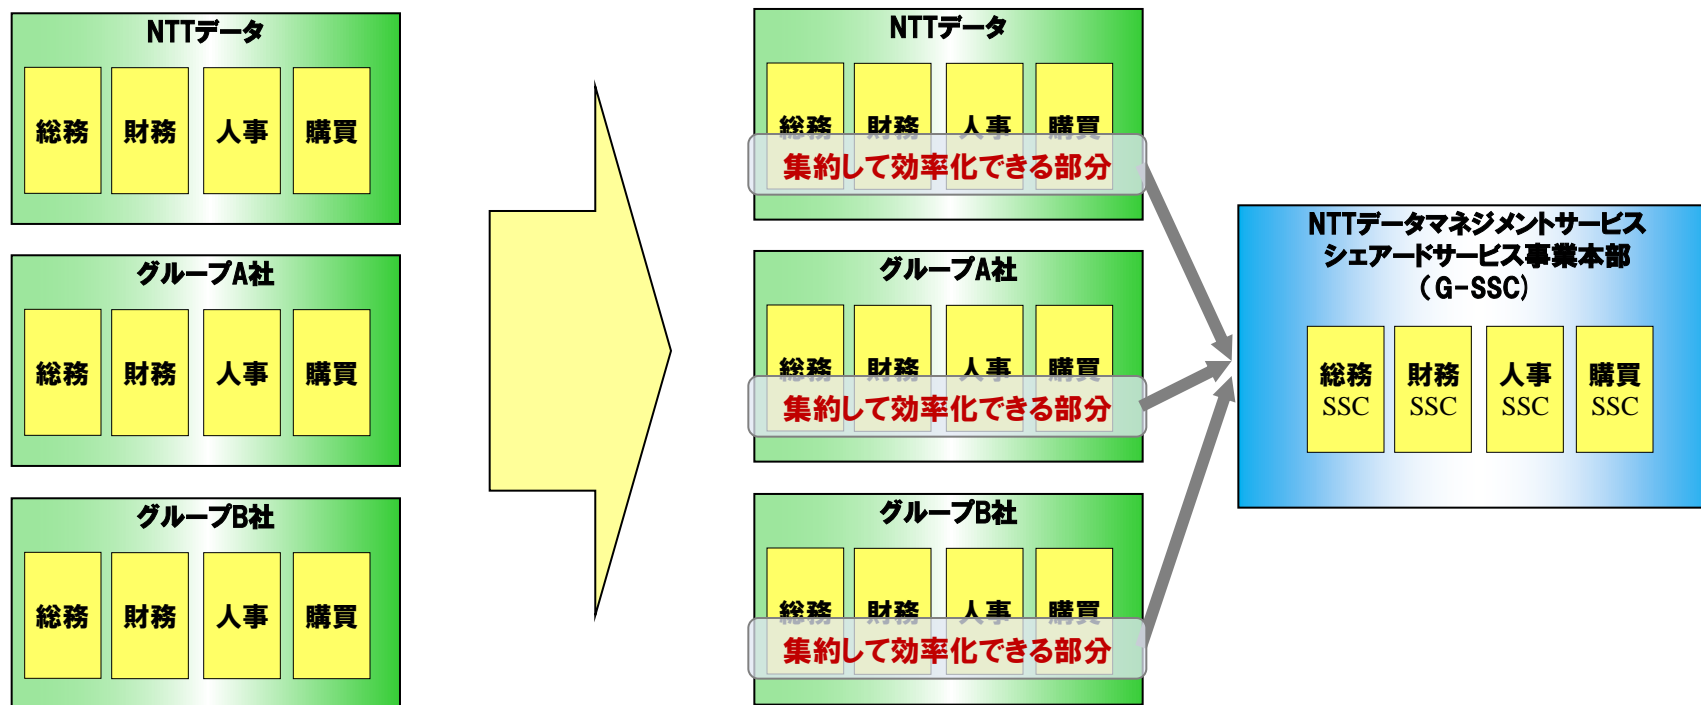 NTTデータ
総務 財務 人事 購買
グループA社
総務 財務 人事 購買
グループB社
総務 財務 人事 購買
NTTデータ
総務 財務 人事 購買
集約して効率化できる部分
グループA社
総務 財務 人事 購買
集約して効率化できる部分
グループB社
総務 財務 人事 購買
集約して効率化できる部分
NTTデータマネジメントサービス
シェアードサービス事業本部
(G-SSC)
総務 財務 人事 購買
SSC SSC SSC SSC